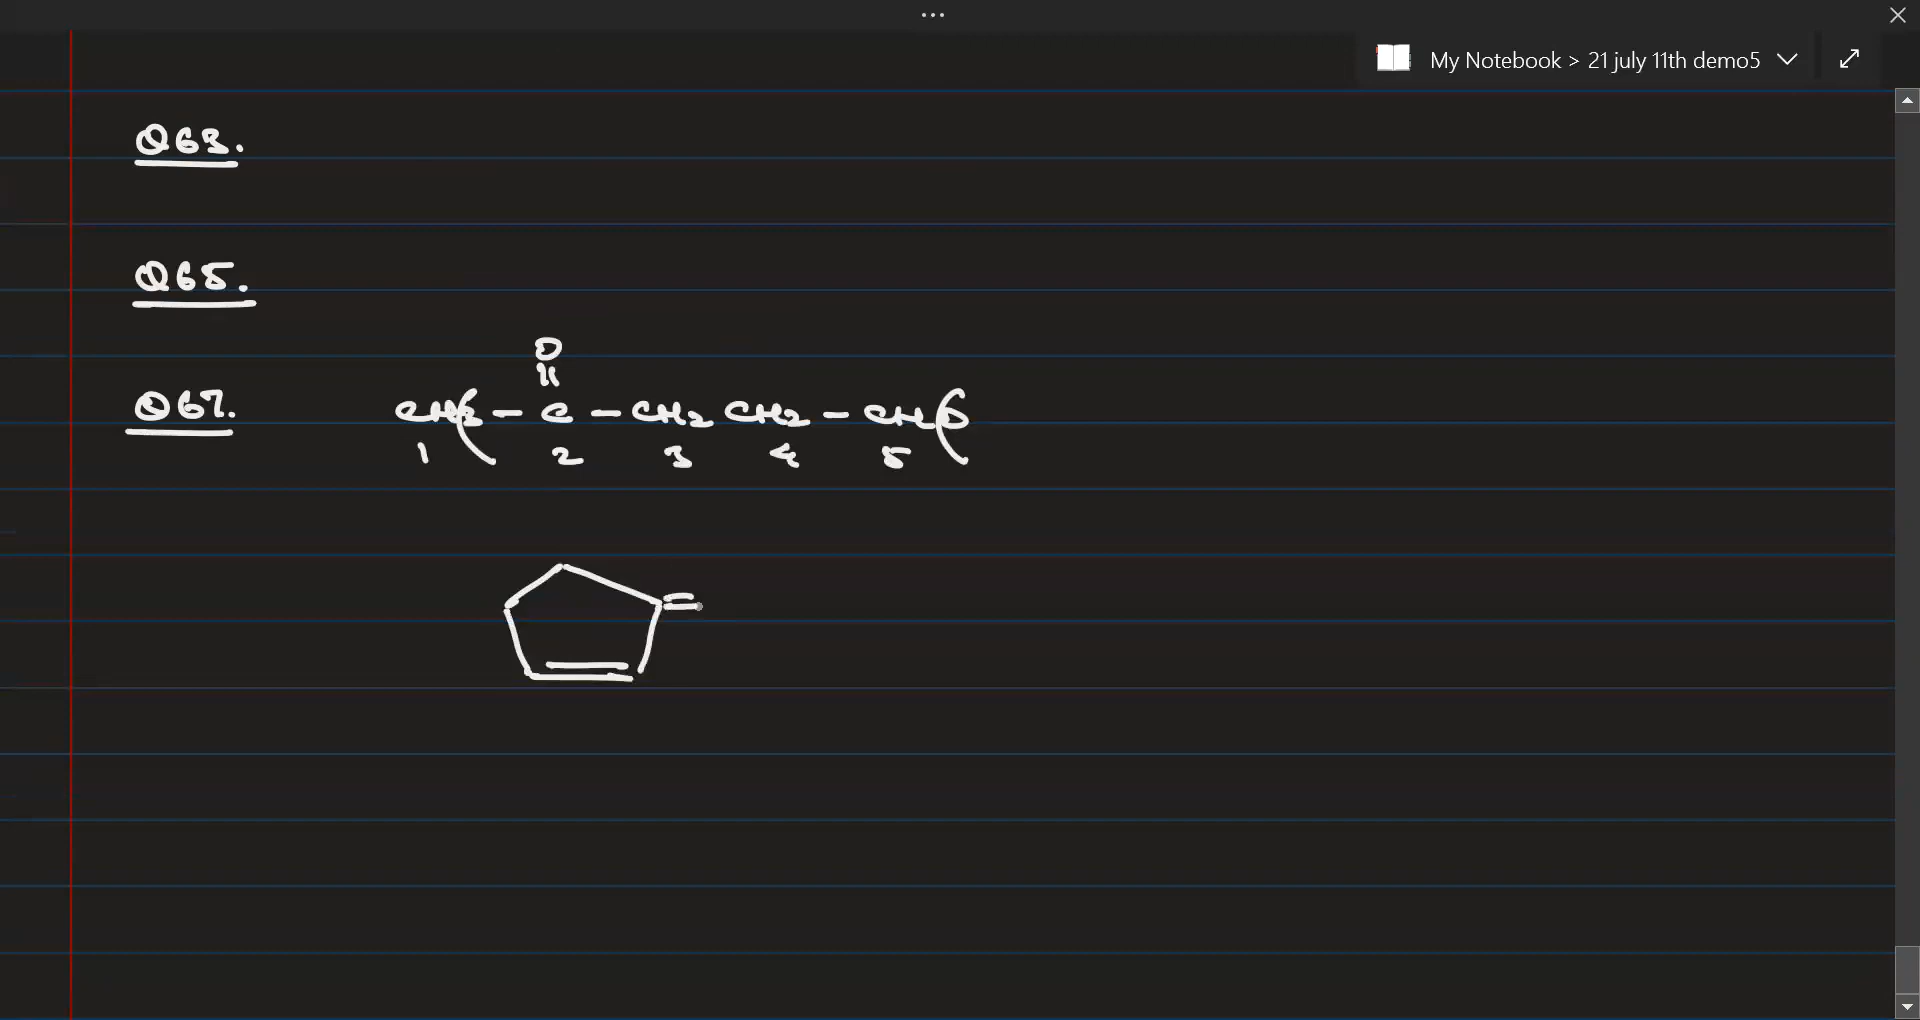 ...
My Notebook > 21 july 11th demo5
Q63.
Q65.
O
Q67. CH3 - C - CH2 CH2 - CH3
1 2 3 4 5